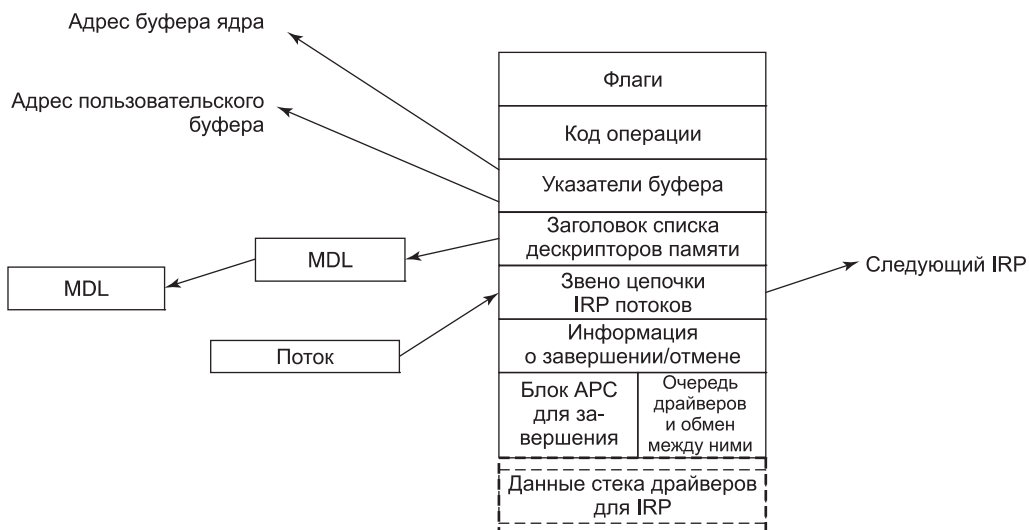 Адрес буфера ядра
Адрес пользовательского
буфера
Флаги
Код операции
Указатели буфера
Заголовок списка
дескрипторов памяти
MDL
MDL
Звено цепочки
IRP потоков
Следующий IRP
Поток
Информация
о завершении/отмене
Блок APC
для за-
вершения
Очередь
драйверов
и обмен
между ними
Данные стека драйверов
для IRP